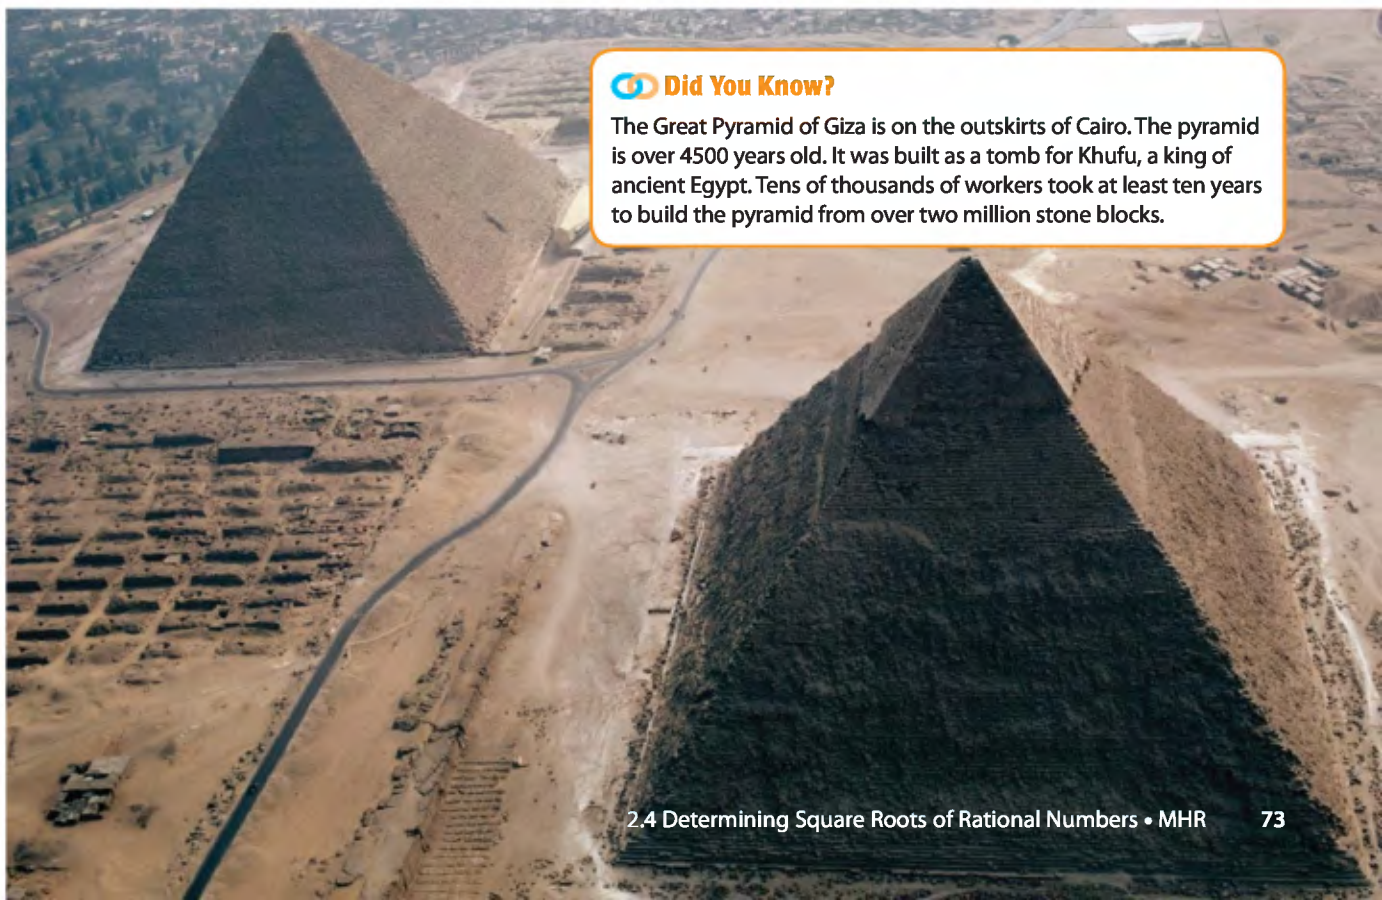 Did You Know?
The Great Pyramid of Giza is on the outskirts of Cairo. The pyramid
is over 4500 years old. It was built as a tomb for Khufu, a king of
ancient Egypt. Tens of thousands of workers took at least ten years
to build the pyramid from over two million stone blocks.
2.4 Determining Square Roots of Rational Numbers • MHR 73